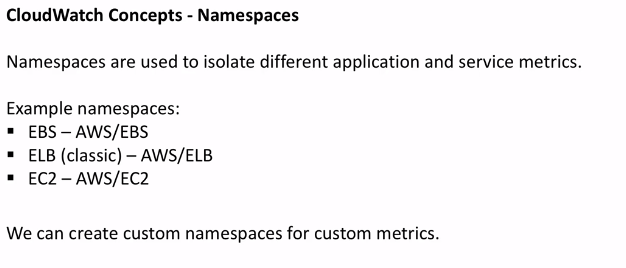 CloudWatch Concepts - Namespaces
Namespaces are used to isolate different application and service metrics.
Example namespaces:
▪ EBS – AWS/EBS
▪ ELB (classic) – AWS/ELB
▪ EC2 – AWS/EC2
We can create custom namespaces for custom metrics.